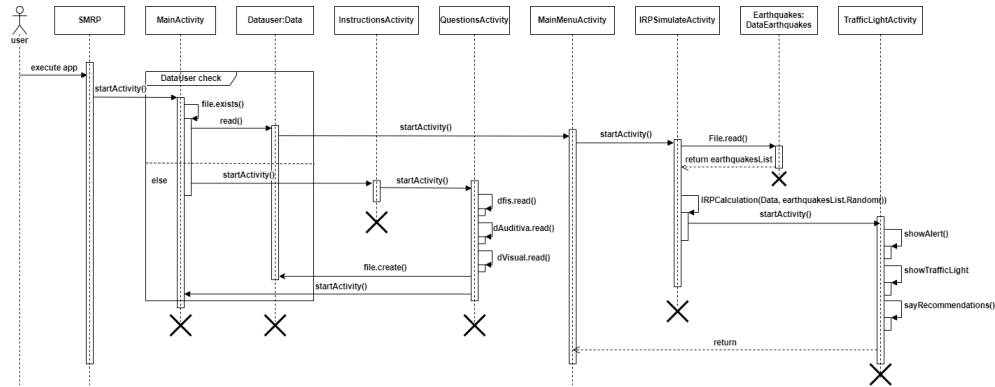 SMRP
MainActivity
Datauser:Data
InstructionsActivity
QuestionsActivity
MainMenuActivity
IRPSimulateActivity
Earthquakes:
DataEarthquakes
TrafficLightActivity
user
execute app
DataUser check
startActivity()
file.exists()
read()
startActivity()
startActivity()
File.read()
return earthquakesList
else
startActivity()
startActivity()
dfis.read()
IRPCalculation(Data, earthquakesList.Random())
startActivity()
dAuditiva.read()
showAlert()
dVisual.read()
file.create()
showTrafficLight
startActivity()
sayRecommendations()
return